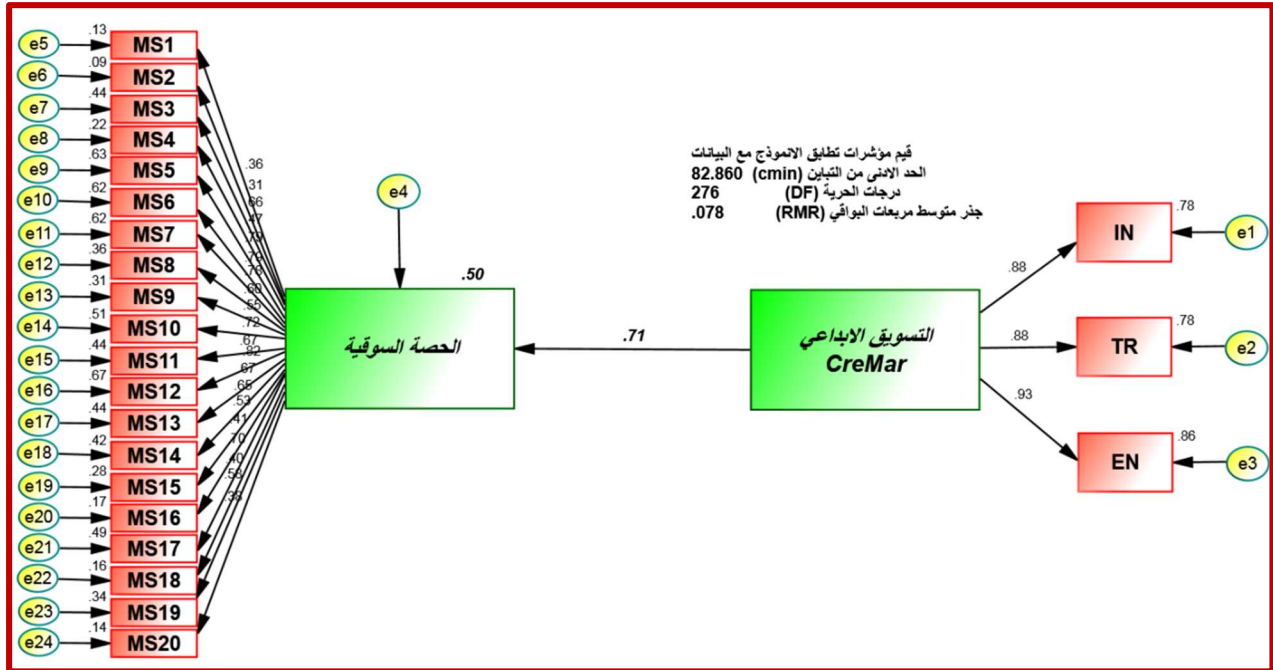 e5 .13 MS1
e6 .09 MS2
e7 .44 MS3
e8 .22 MS4
e9 .63 MS5
e10 .62 MS6
e11 .62 MS7
e12 .36 MS8
e13 .31 MS9
e14 .51 MS10
e15 .44 MS11
e16 .67 MS12
e17 .44 MS13
e18 .42 MS14
e19 .28 MS15
e20 .17 MS16
e21 .49 MS17
e22 .16 MS18
e23 .34 MS19
e24 .14 MS20
.36
.31
.66
.47
.79
.79
.60
.55
.72
.67
.82
.67
.65
.53
.41
.70
.40
.38
e4
.50
الحصة السوقية
.71
قيم مؤشرات تطابق الانموذج مع البيانات
الحد الادنى من التباين (cmin) 82.860
درجات الحرية (DF) 276
جذر متوسط مربعات البواقي (RMR) .078
التسويق الابداعي
CreMar
.88
.88
.93
IN .78 e1
TR .78 e2
EN .86 e3